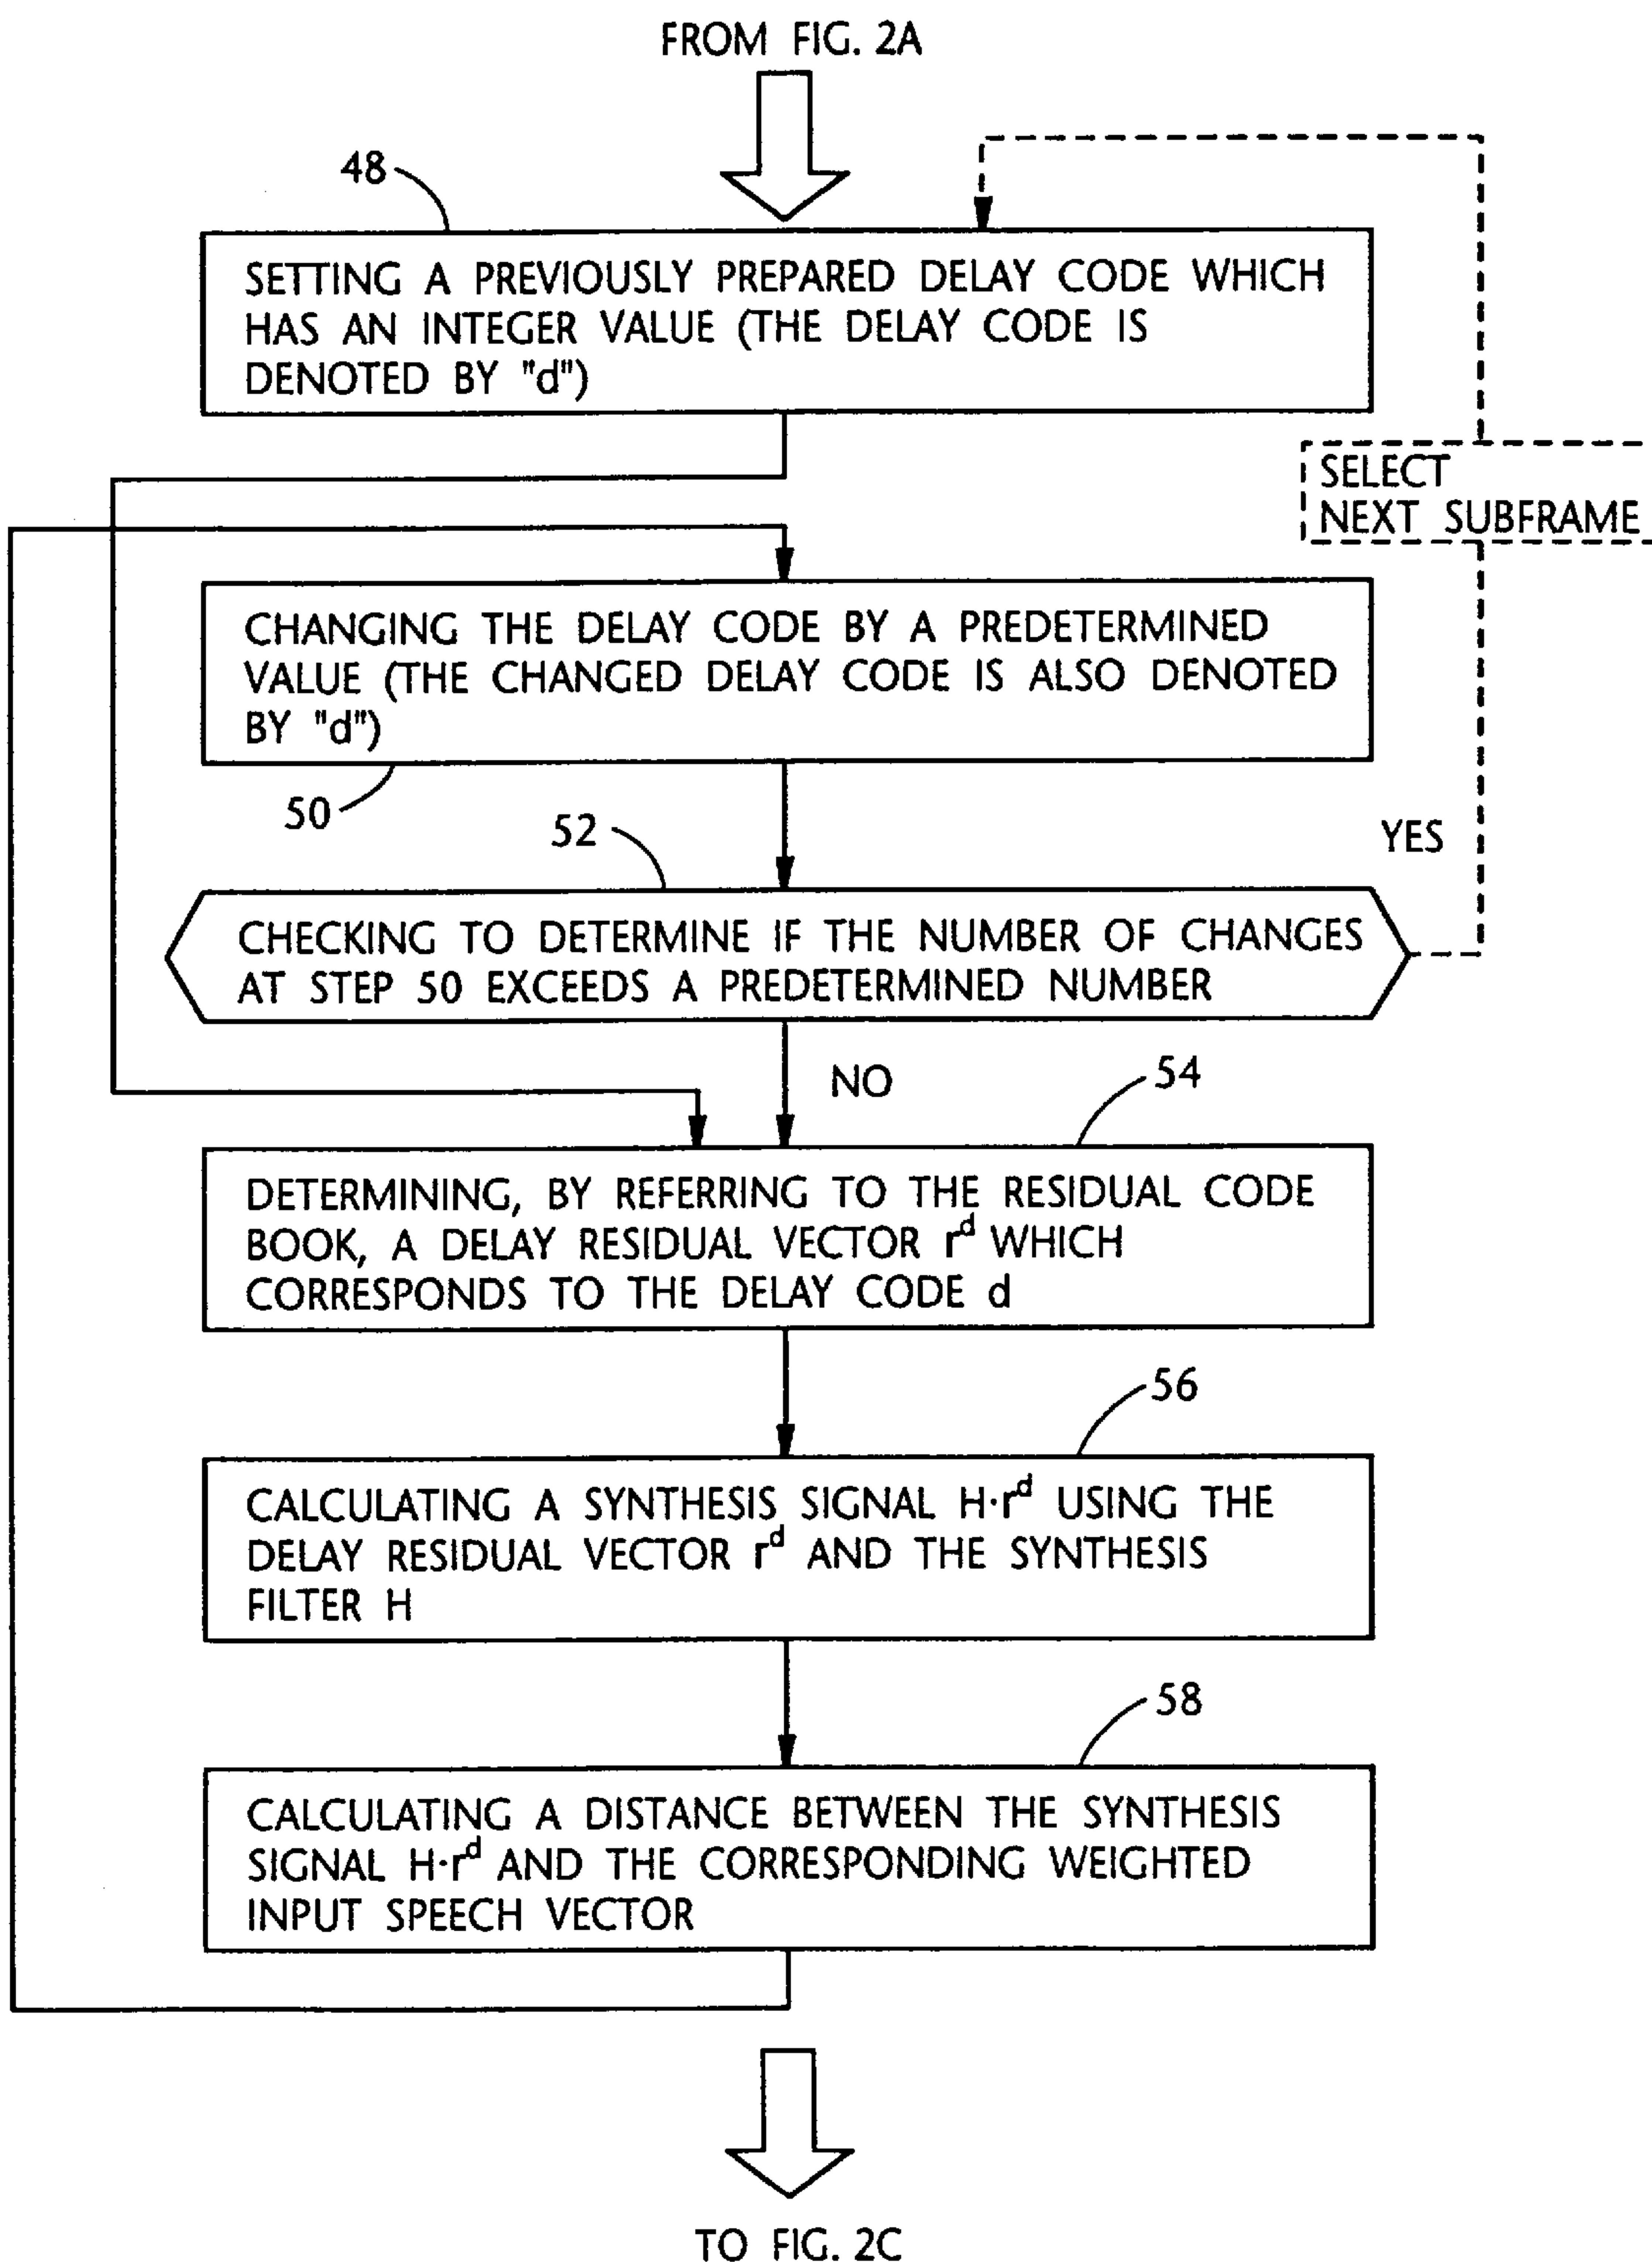 FROM FIG. 2A
48
SETTING A PREVIOUSLY PREPARED DELAY CODE WHICH
HAS AN INTEGER VALUE (THE DELAY CODE IS
DENOTED BY "d")
SELECT
NEXT SUBFRAME
CHANGING THE DELAY CODE BY A PREDETERMINED
VALUE (THE CHANGED DELAY CODE IS ALSO DENOTED
BY "d")
50
52
YES
CHECKING TO DETERMINE IF THE NUMBER OF CHANGES
AT STEP 50 EXCEEDS A PREDETERMINED NUMBER
NO
54
DETERMINING, BY REFERRING TO THE RESIDUAL CODE
BOOK, A DELAY RESIDUAL VECTOR r^d WHICH
CORRESPONDS TO THE DELAY CODE d
56
CALCULATING A SYNTHESIS SIGNAL H·r^d USING THE
DELAY RESIDUAL VECTOR r^d AND THE SYNTHESIS
FILTER H
58
CALCULATING A DISTANCE BETWEEN THE SYNTHESIS
SIGNAL H·r^d AND THE CORRESPONDING WEIGHTED
INPUT SPEECH VECTOR
TO FIG. 2C